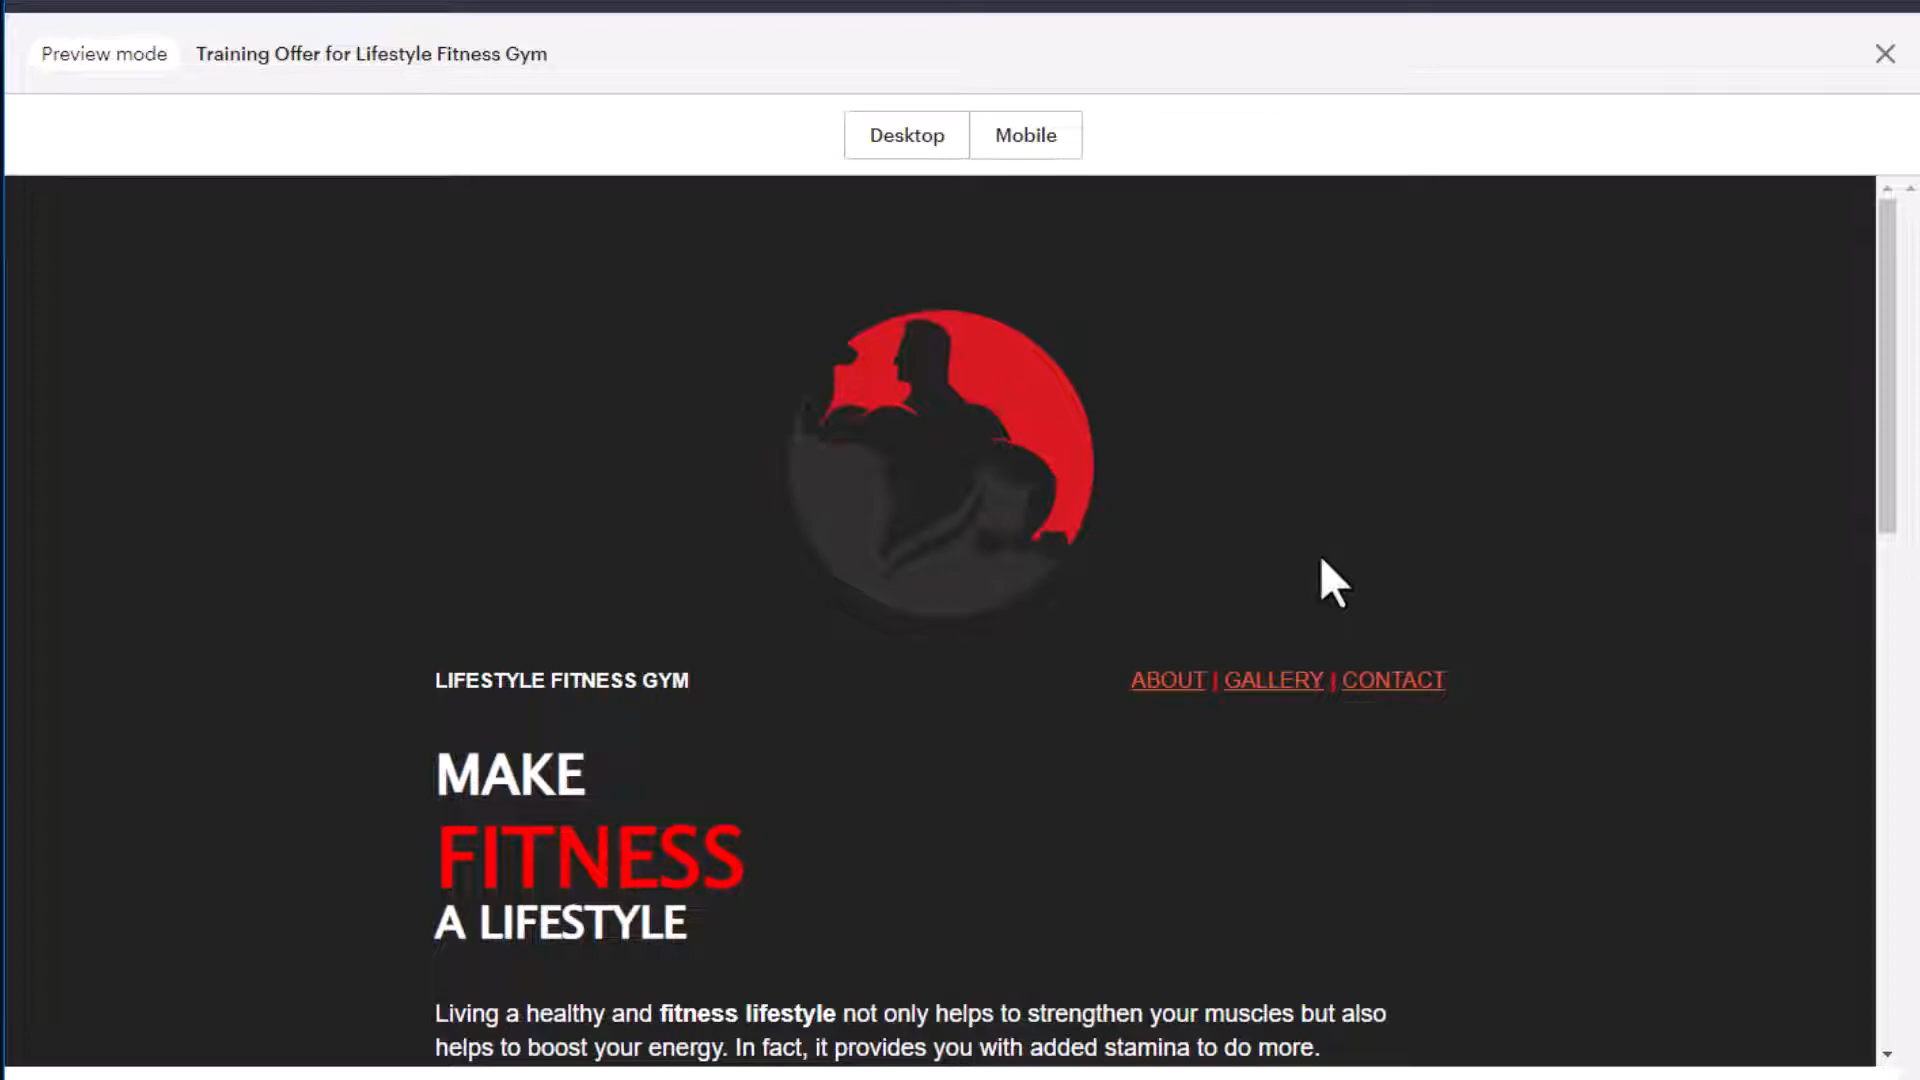 Preview mode Training Offer for Lifestyle Fitness Gym
Desktop Mobile
LIFESTYLE FITNESS GYM ABOUT | GALLERY | CONTACT
MAKE
FITNESS
A LIFESTYLE
Living a healthy and fitness lifestyle not only helps to strengthen your muscles but also
helps to boost your energy. In fact, it provides you with added stamina to do more.